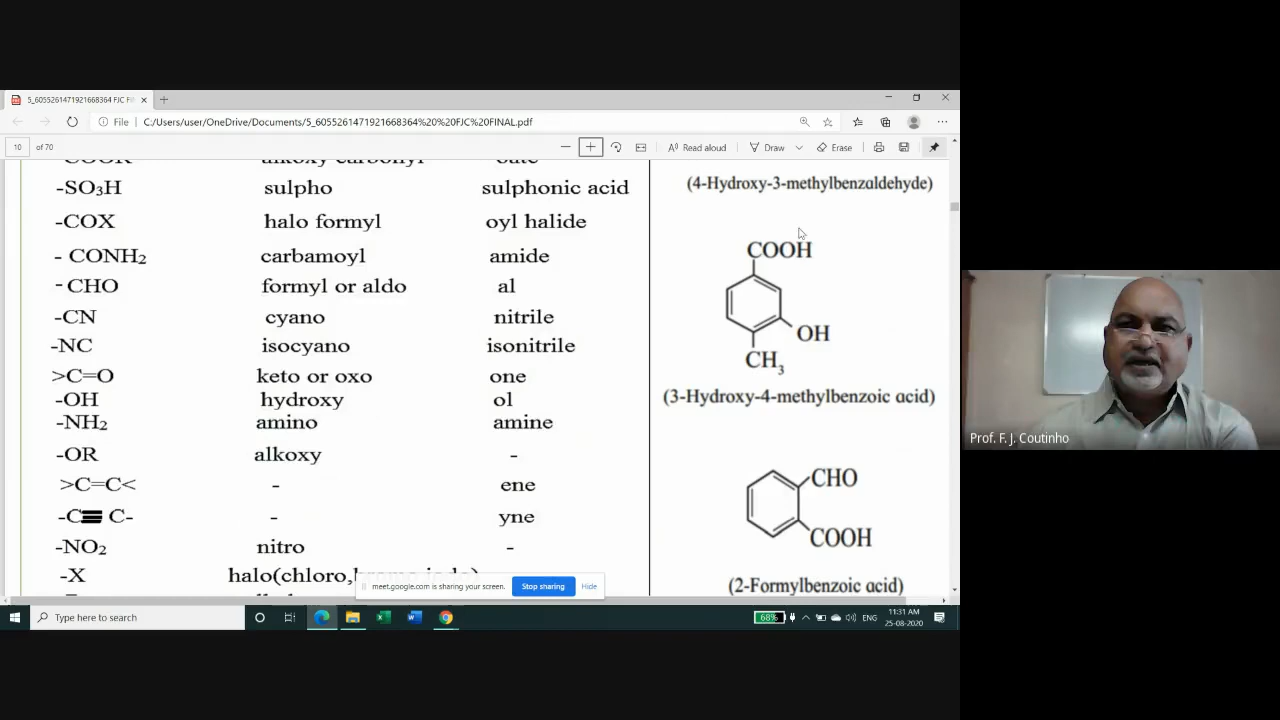 5_6055261471921668364 FJC FI
File C:/Users/user/OneDrive/Documents/5_6055261471921668364%20%20FJC%20FINAL.pdf
10 of 70 Read aloud Draw Erase
-SO₃H sulpho sulphonic acid
-COX halo formyl oyl halide
- CONH₂ carbamoyl amide
- CHO formyl or aldo al
-CN cyano nitrile
-NC isocyano isonitrile
>C=O keto or oxo one
-OH hydroxy ol
-NH₂ amino amine
-OR alkoxy -
>C=C< - ene
-C≡ C- - yne
-NO₂ nitro -
-X halo(chloro,
(4-Hydroxy-3-methylbenzaldehyde)
COOH
OH
CH₃
(3-Hydroxy-4-methylbenzoic acid)
CHO
COOH
(2-Formylbenzoic acid)
meet.google.com is sharing your screen. Stop sharing Hide
Prof. F. J. Coutinho
Type here to search
68% ENG 11:31 AM
25-08-2020